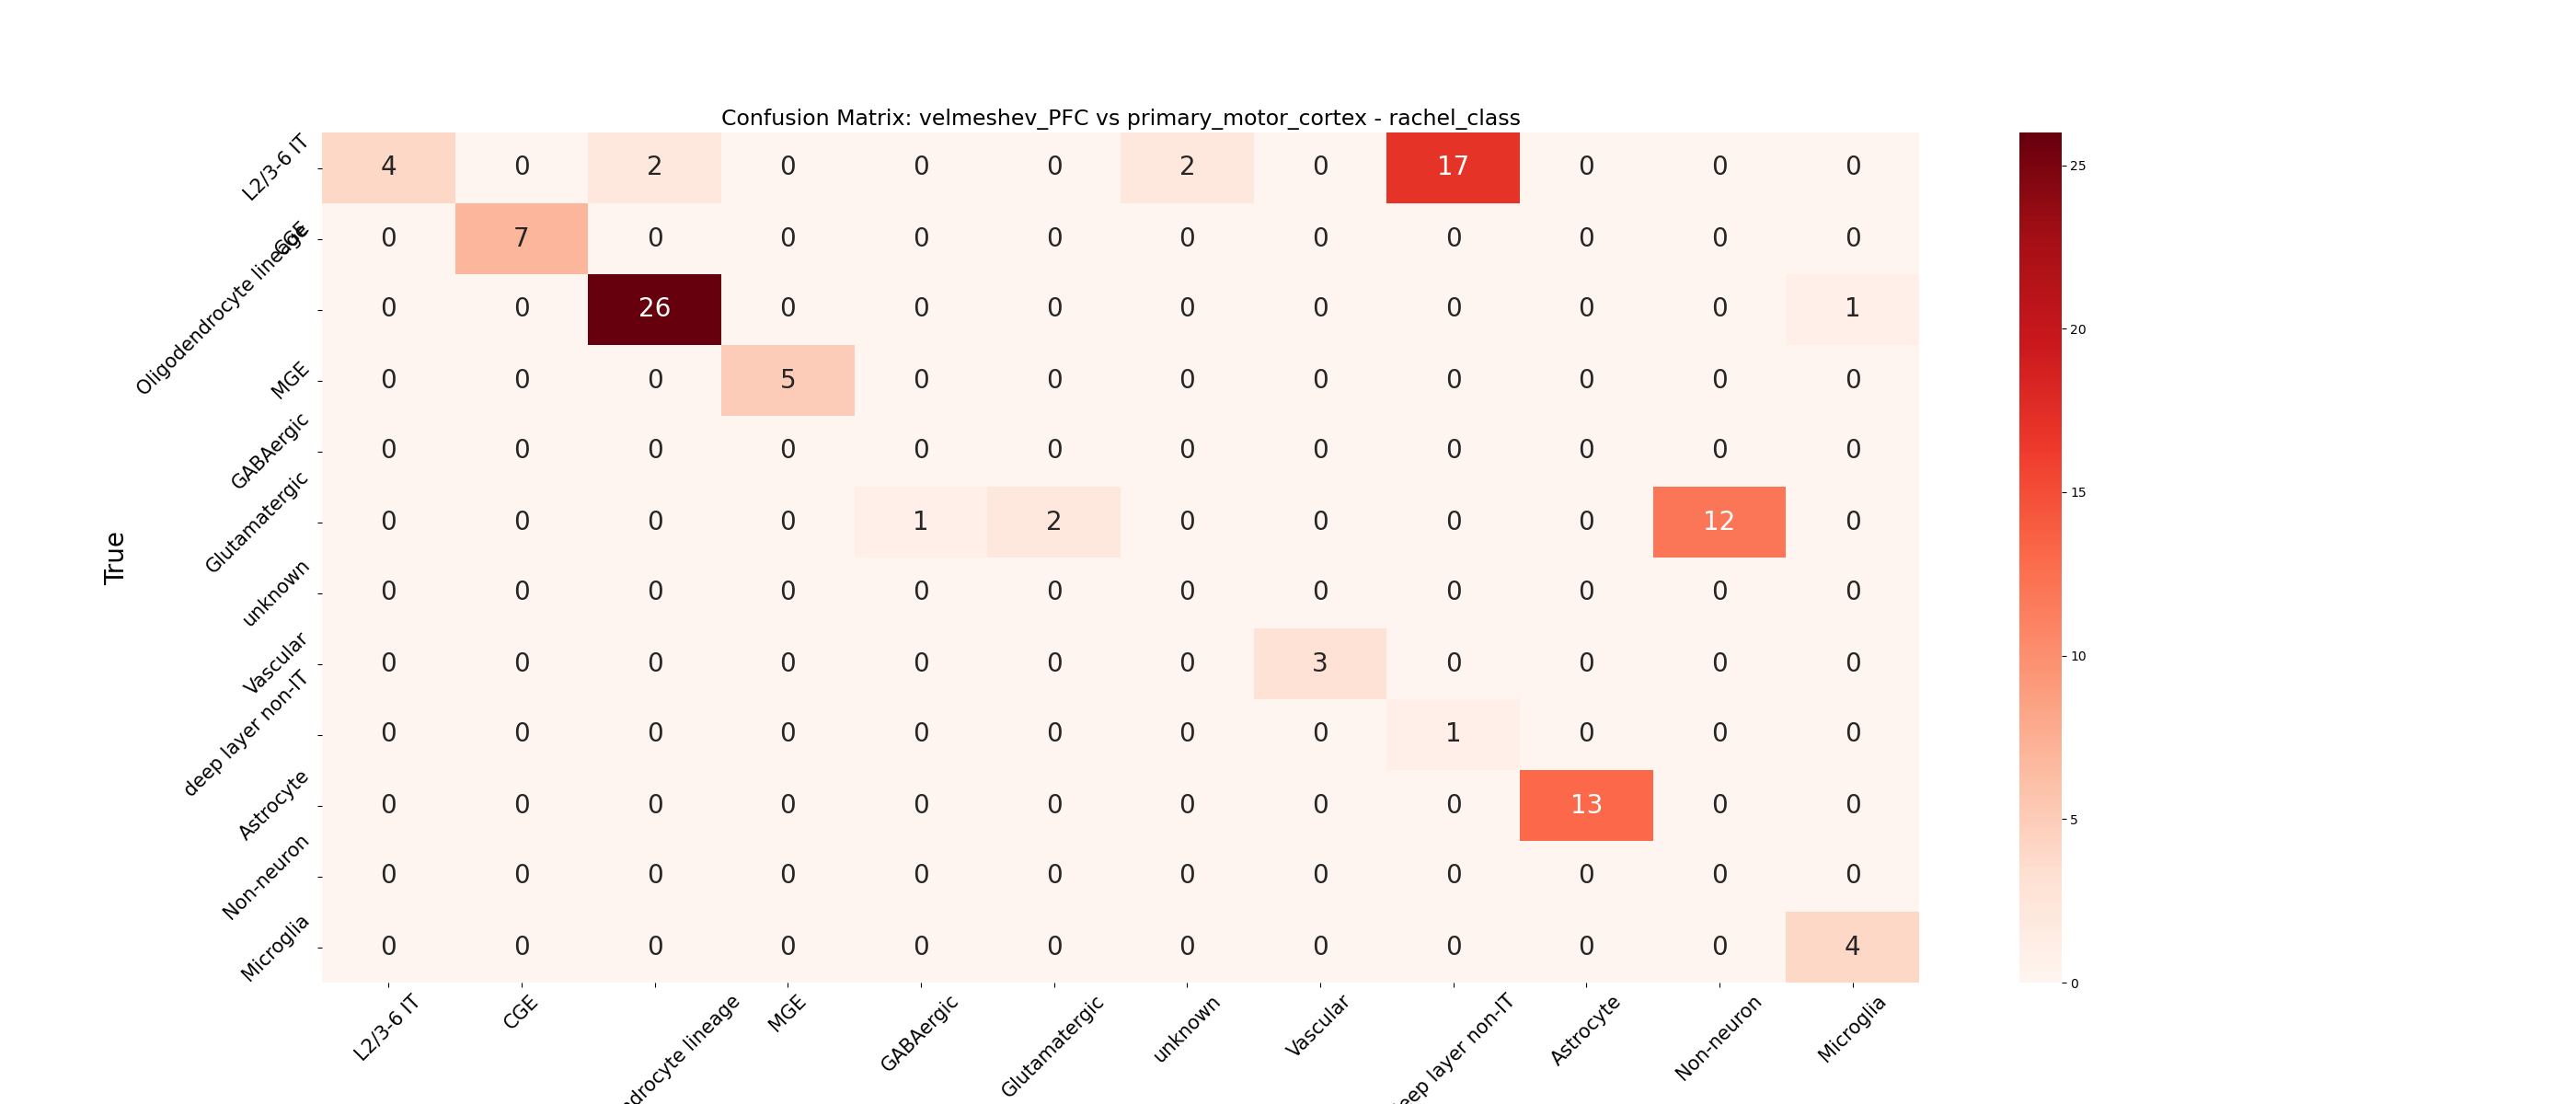 Confusion Matrix: velmeshev_PFC vs primary_motor_cortex - rachel_class
L2/3-6 IT 4 0 2 0 0 0 2 0 17 0 0 0
CGE 0 7 0 0 0 0 0 0 0 0 0 0
Oligodendrocyte lineage 0 0 26 0 0 0 0 0 0 0 0 1
MGE 0 0 0 5 0 0 0 0 0 0 0 0
GABAergic 0 0 0 0 0 0 0 0 0 0 0 0
Glutamatergic 0 0 0 0 1 2 0 0 0 0 12 0
unknown 0 0 0 0 0 0 0 0 0 0 0 0
Vascular 0 0 0 0 0 0 0 3 0 0 0 0
deep layer non-IT 0 0 0 0 0 0 0 0 1 0 0 0
Astrocyte 0 0 0 0 0 0 0 0 0 13 0 0
Non-neuron 0 0 0 0 0 0 0 0 0 0 0 0
Microglia 0 0 0 0 0 0 0 0 0 0 0 4
True
L2/3-6 IT
CGE
ndrocyte lineage
MGE
GABAergic
Glutamatergic
unknown
Vascular
eep layer non-IT
Astrocyte
Non-neuron
Microglia
25
20
15
10
5
0